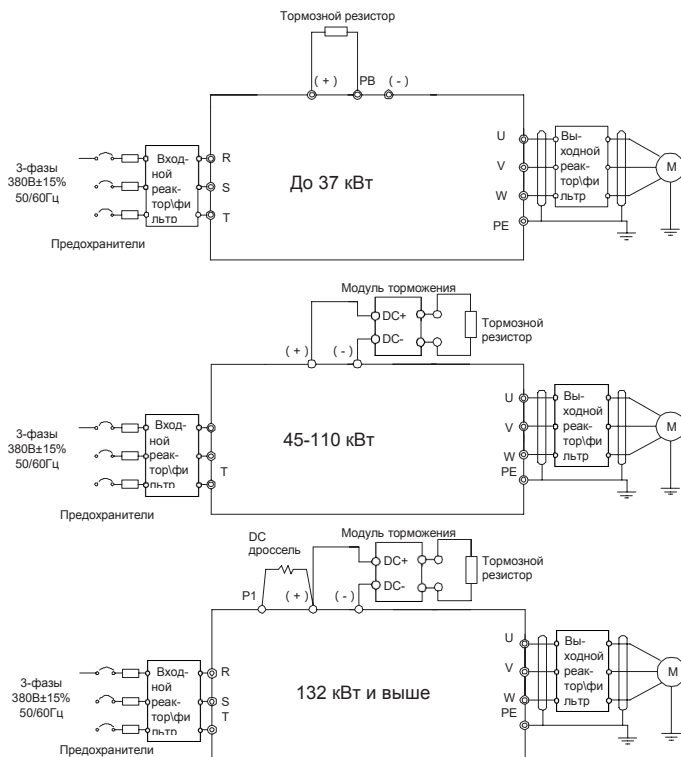 Тормозной резистор
( + ) PB ( - )
3-фазы
380В±15%
50/60Гц
Вход-
ной
реак-
тор\фи
льтр
R
S
T
Предохранители
До 37 кВт
U
V
W
PE
Вы-
ходной
реак-
тор\фи
льтр
M
Модуль торможения
DC+
DC-
Тормозной
резистор
( + ) ( - )
3-фазы
380В±15%
50/60Гц
Вход-
ной
реак-
тор\фи
льтр
T
Предохранители
45-110 кВт
U
V
W
PE
Вы-
ходной
реак-
тор\фи
льтр
M
DC
дроссель
Модуль торможения
DC+
DC-
Тормозной
резистор
P1 ( + ) ( - )
3-фазы
380В±15%
50/60Гц
Вход-
ной
реак-
тор\фи
льтр
R
S
T
Предохранители
132 кВт и выше
U
V
W
PE
Вы-
ходной
реак-
тор\фи
льтр
M